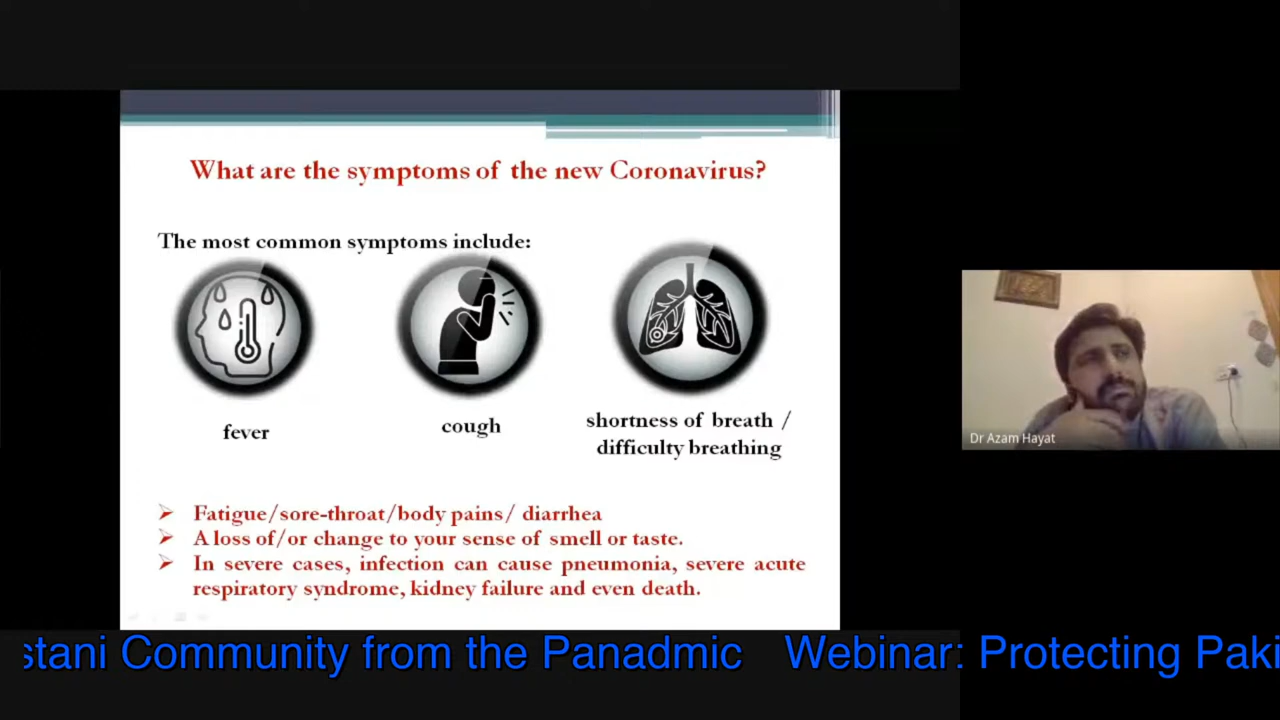 What are the symptoms of the new Coronavirus?
The most common symptoms include:
fever
cough
shortness of breath /
difficulty breathing
Fatigue/sore-throat/body pains/ diarrhea
A loss of/or change to your sense of smell or taste.
In severe cases, infection can cause pneumonia, severe acute
respiratory syndrome, kidney failure and even death.
Dr Azam Hayat
stani Community from the Panadmic Webinar: Protecting Paki